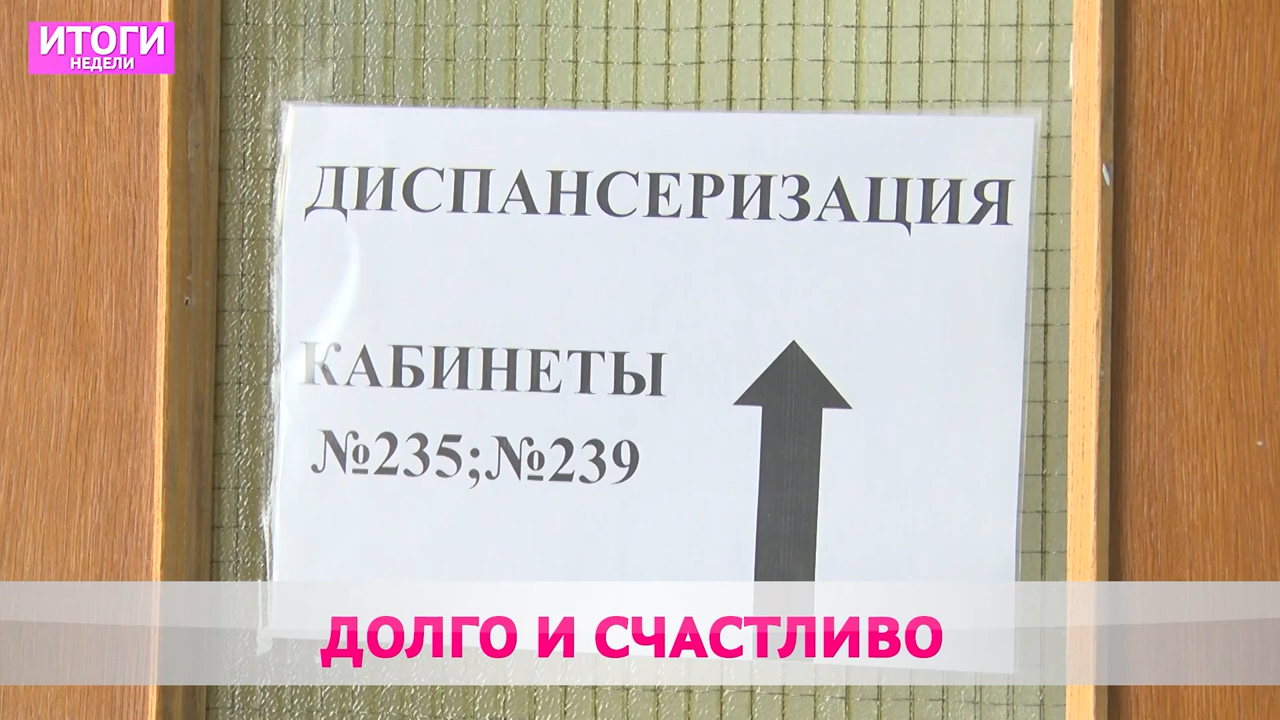 ИТОГИ
НЕДЕЛИ
ДИСПАНСЕРИЗАЦИЯ
КАБИНЕТЫ
№235;№239
ДОЛГО И СЧАСТЛИВО